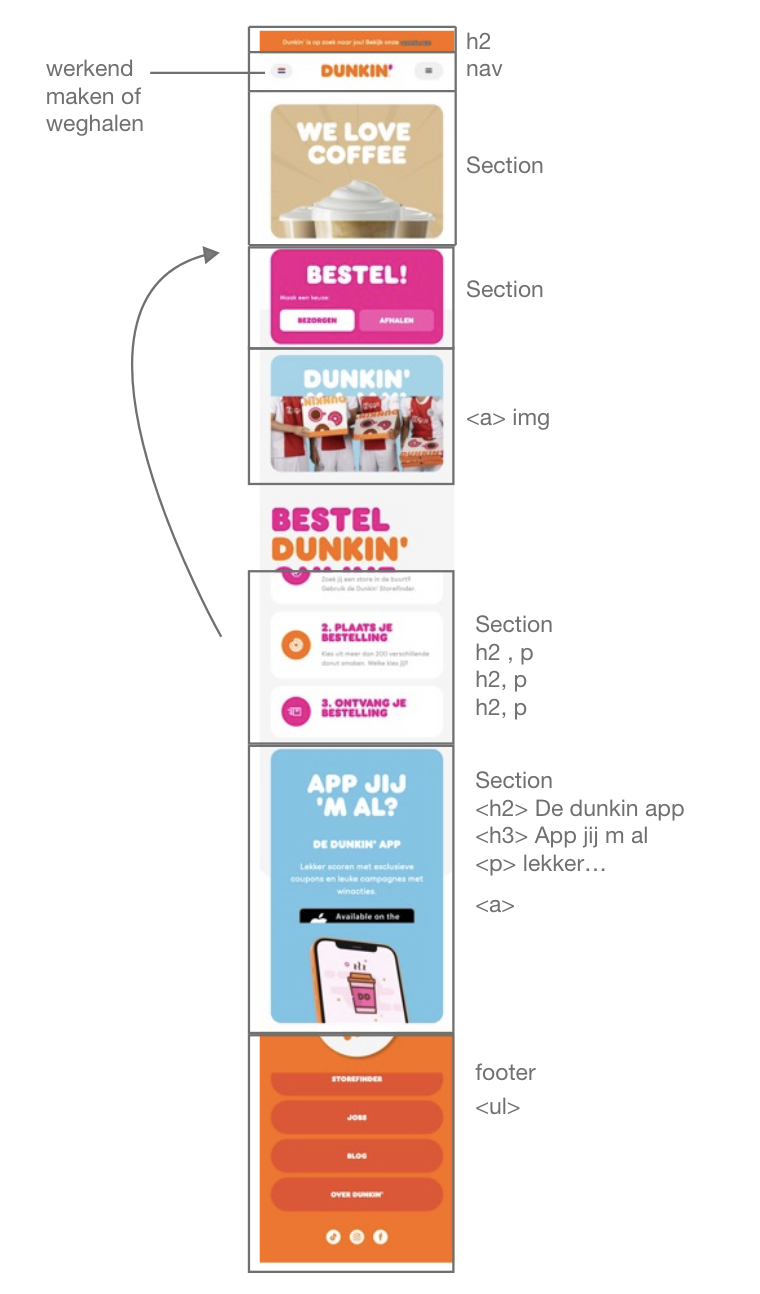 Dunkin' is op zoek naar jou! Bekijk onze vacatures
h2
werkend
maken of
weghalen
DUNKIN'
nav
WE LOVE
COFFEE
Section
BESTEL!
Maak een keuze:
BEZORGEN
AFHALEN
Section
DUNKIN'
<a> img
BESTEL
DUNKIN'
Zoek jij een store in de buurt?
Gebruik de Dunkin' Storefinder.
2. PLAATS JE
BESTELLING
Kies uit meer dan 200 verschillende
donut smaken. Welke kies jij?
3. ONTVANG JE
BESTELLING
Section
h2 , p
h2, p
h2, p
APP JIJ
'M AL?
DE DUNKIN' APP
Lekker scoren met exclusieve
coupons en leuke campagnes met
winacties.
Available on the
DD
Section
<h2> De dunkin app
<h3> App jij m al
<p> lekker…
<a>
STOREFINDER
JOBS
BLOG
OVER DUNKIN'
footer
<ul>